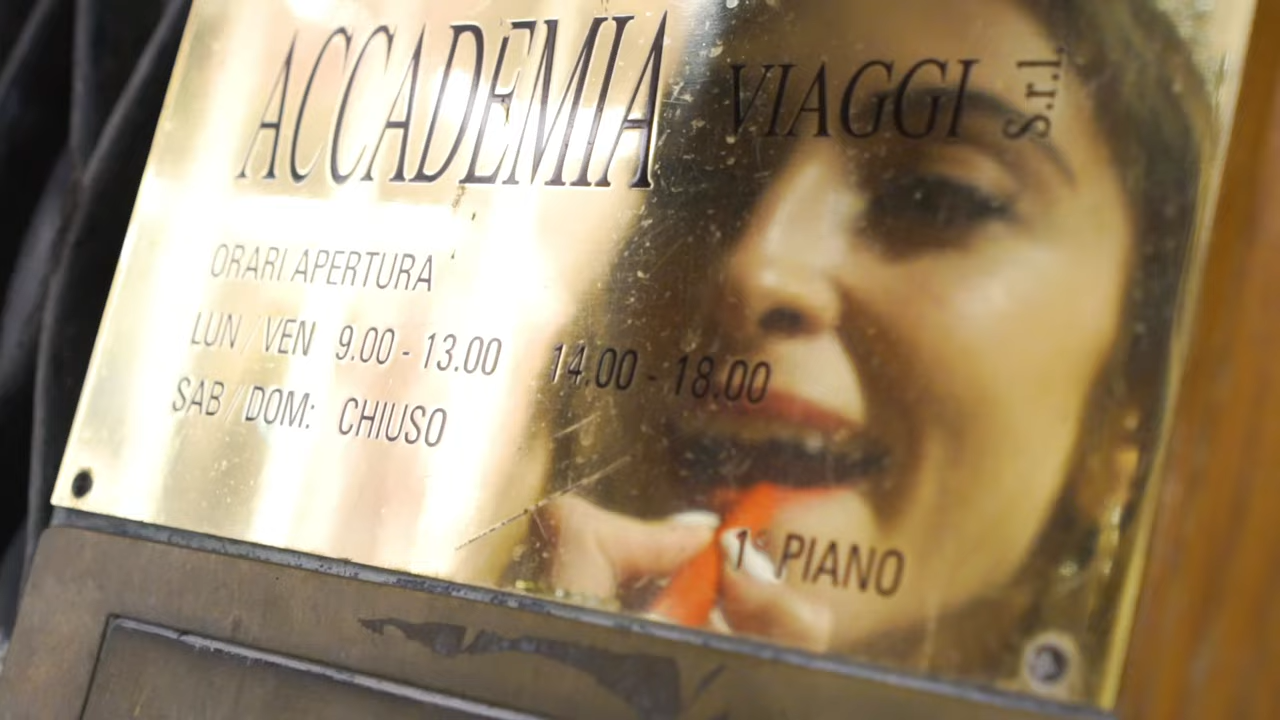 ACCADEMIA VIAGGI S.r.l.
ORARI APERTURA
LUN / VEN 9.00 - 13.00 14.00 - 18.00
SAB / DOM: CHIUSO
1° PIANO